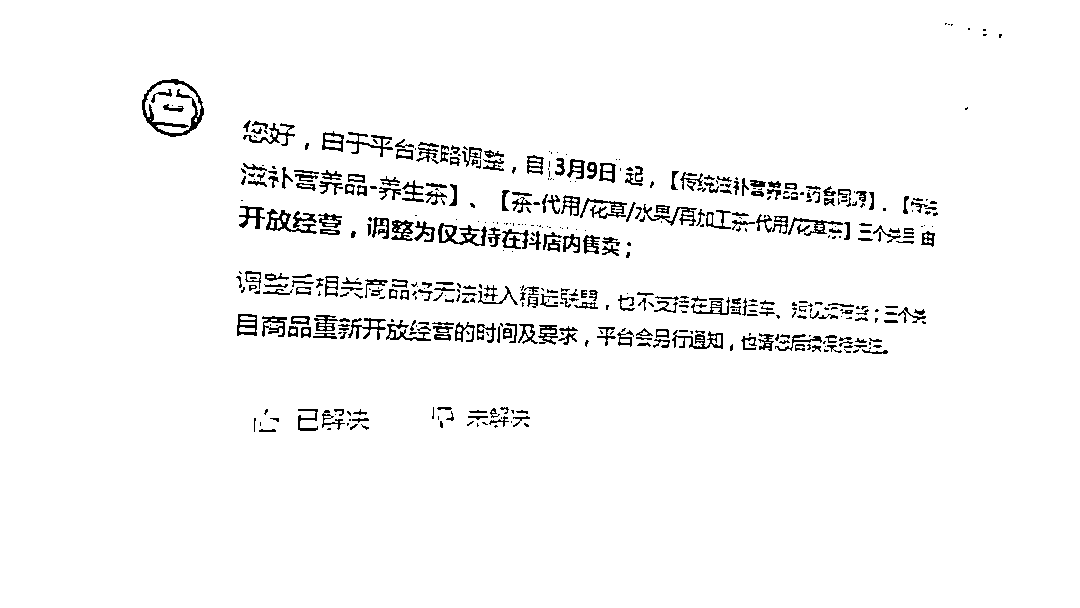 您好，由于平台策略调整，自3月9日起，【传统滋补营养品-药食同源】、【传统
滋补营养品-养生茶】、【茶-代用/花草/水果/再加工茶-代用/花草茶】三个类目由
开放经营，调整为仅支持在抖店内售卖；
调整后相关商品将无法进入精选联盟，也不支持在直播挂车、短视频带货；三个类
目商品重新开放经营的时间及要求，平台会另行通知，也请您后续保持关注。
已解决 未解决